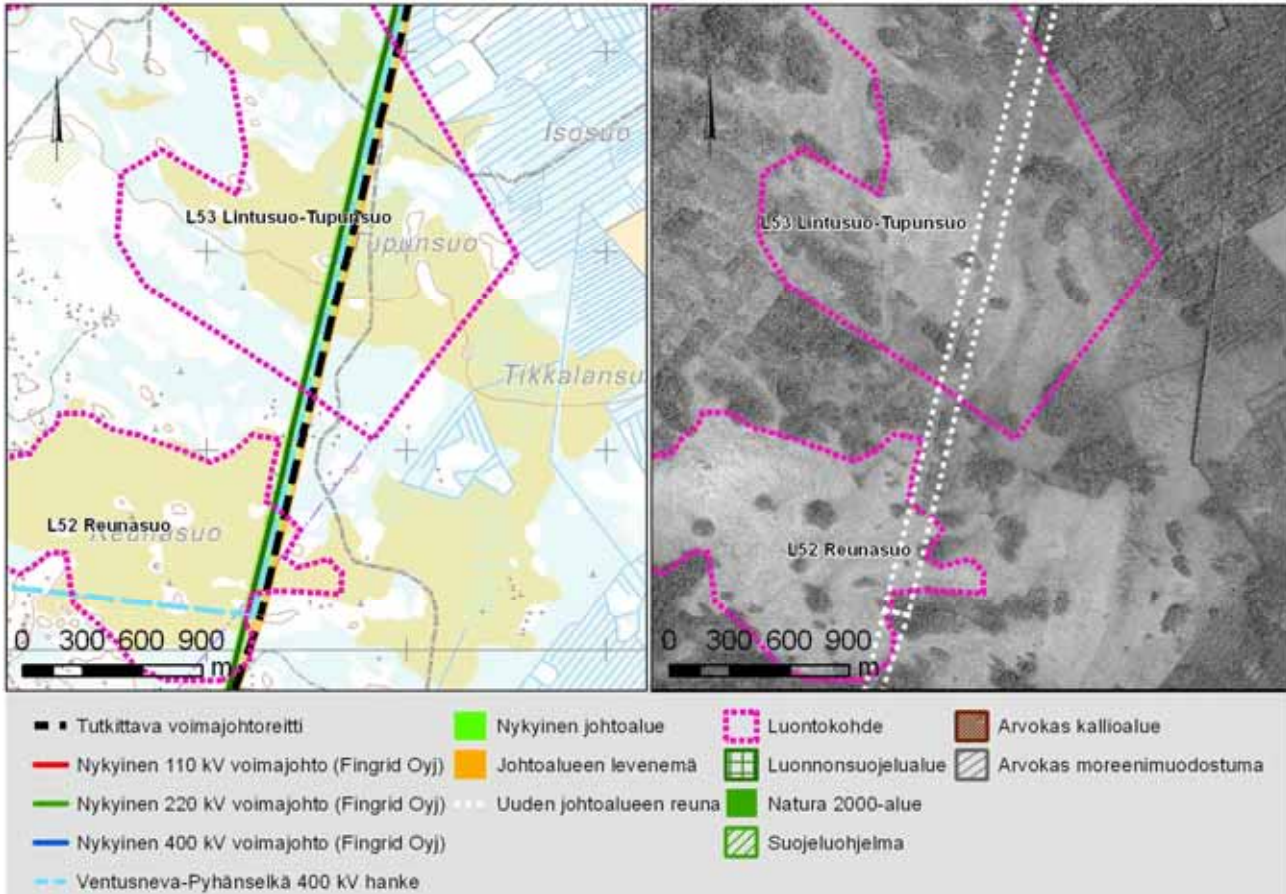 Isosuo
L53 Lintusuo-Tupunsuo
Tupunsuo
Tikkalansu
L52 Reunasuo
Reunasuo
0 300 600 900
m
L53 Lintusuo-Tupunsuo
L52 Reunasuo
0 300 600 900
m
Tutkittava voimajohtoreitti
Nykyinen 110 kV voimajohto (Fingrid Oyj)
Nykyinen 220 kV voimajohto (Fingrid Oyj)
Nykyinen 400 kV voimajohto (Fingrid Oyj)
Ventusneva-Pyhänselkä 400 kV hanke
Nykyinen johtoalue
Johtoalueen levenemä
Uuden johtoalueen reuna
Luontokohde
Luonnonsuojelualue
Natura 2000-alue
Suojeluohjelma
Arvokas kallioalue
Arvokas moreenimuodostuma